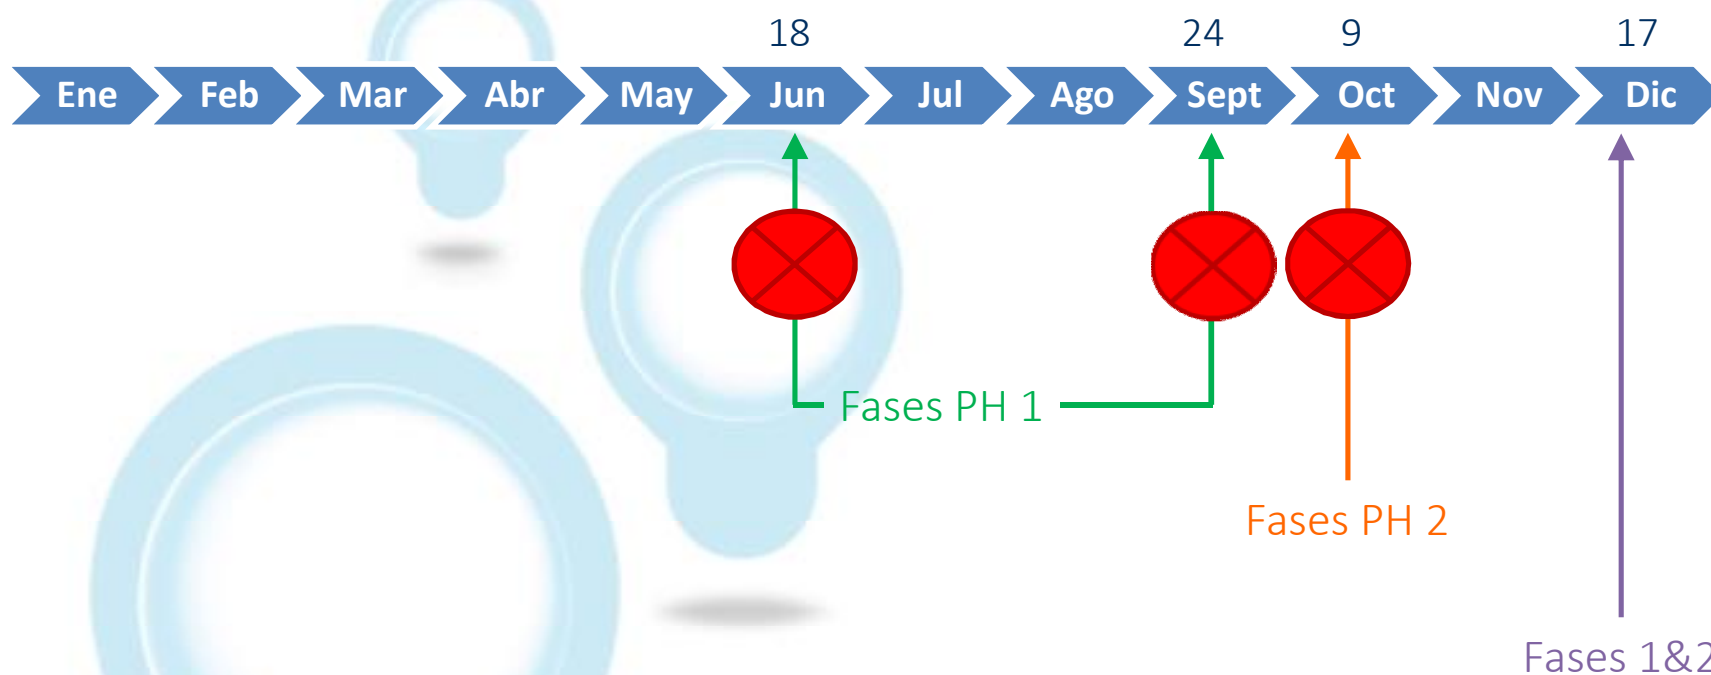 18 24 9 17
Ene Feb Mar Abr May Jun Jul Ago Sept Oct Nov Dic
Fases PH 1
Fases PH 2
Fases 1&2